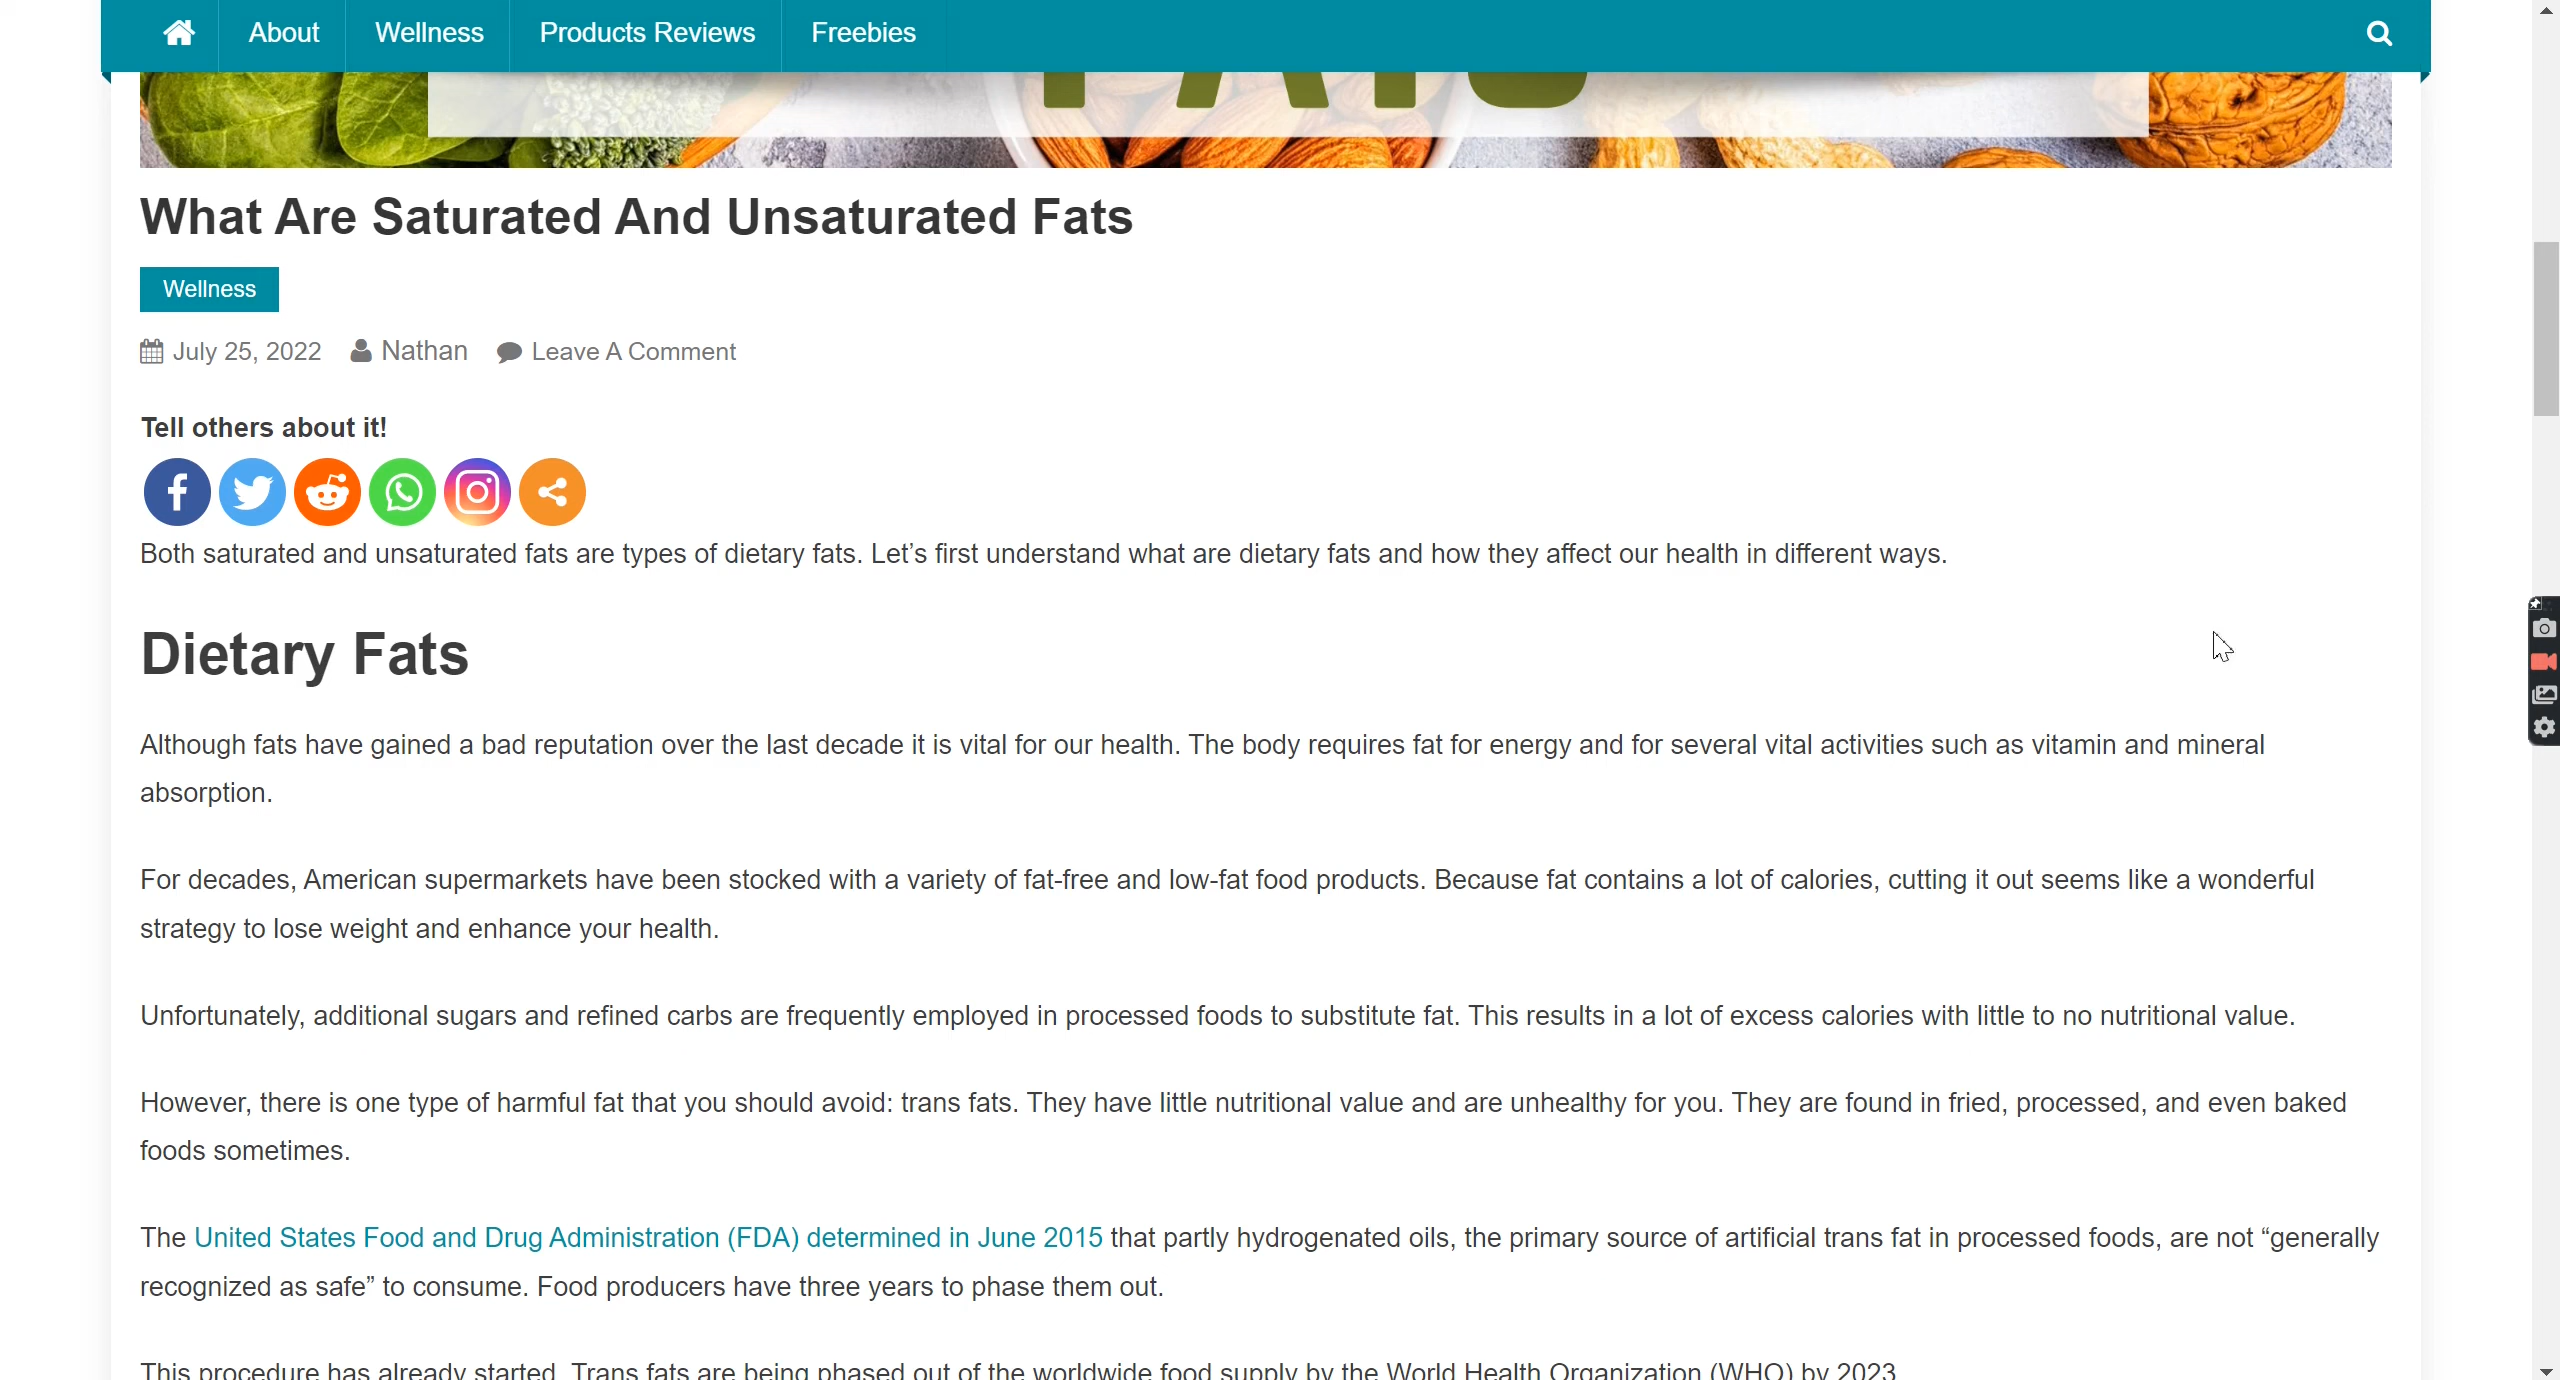 About
Wellness
Products Reviews
Freebies
What Are Saturated And Unsaturated Fats
Wellness
July 25, 2022 Nathan Leave A Comment
Tell others about it!
Both saturated and unsaturated fats are types of dietary fats. Let’s first understand what are dietary fats and how they affect our health in different ways.
Dietary Fats
Although fats have gained a bad reputation over the last decade it is vital for our health. The body requires fat for energy and for several vital activities such as vitamin and mineral
absorption.
For decades, American supermarkets have been stocked with a variety of fat-free and low-fat food products. Because fat contains a lot of calories, cutting it out seems like a wonderful
strategy to lose weight and enhance your health.
Unfortunately, additional sugars and refined carbs are frequently employed in processed foods to substitute fat. This results in a lot of excess calories with little to no nutritional value.
However, there is one type of harmful fat that you should avoid: trans fats. They have little nutritional value and are unhealthy for you. They are found in fried, processed, and even baked
foods sometimes.
The United States Food and Drug Administration (FDA) determined in June 2015 that partly hydrogenated oils, the primary source of artificial trans fat in processed foods, are not “generally
recognized as safe” to consume. Food producers have three years to phase them out.
This procedure has already started. Trans fats are being phased out of the worldwide food supply by the World Health Organization (WHO) by 2023